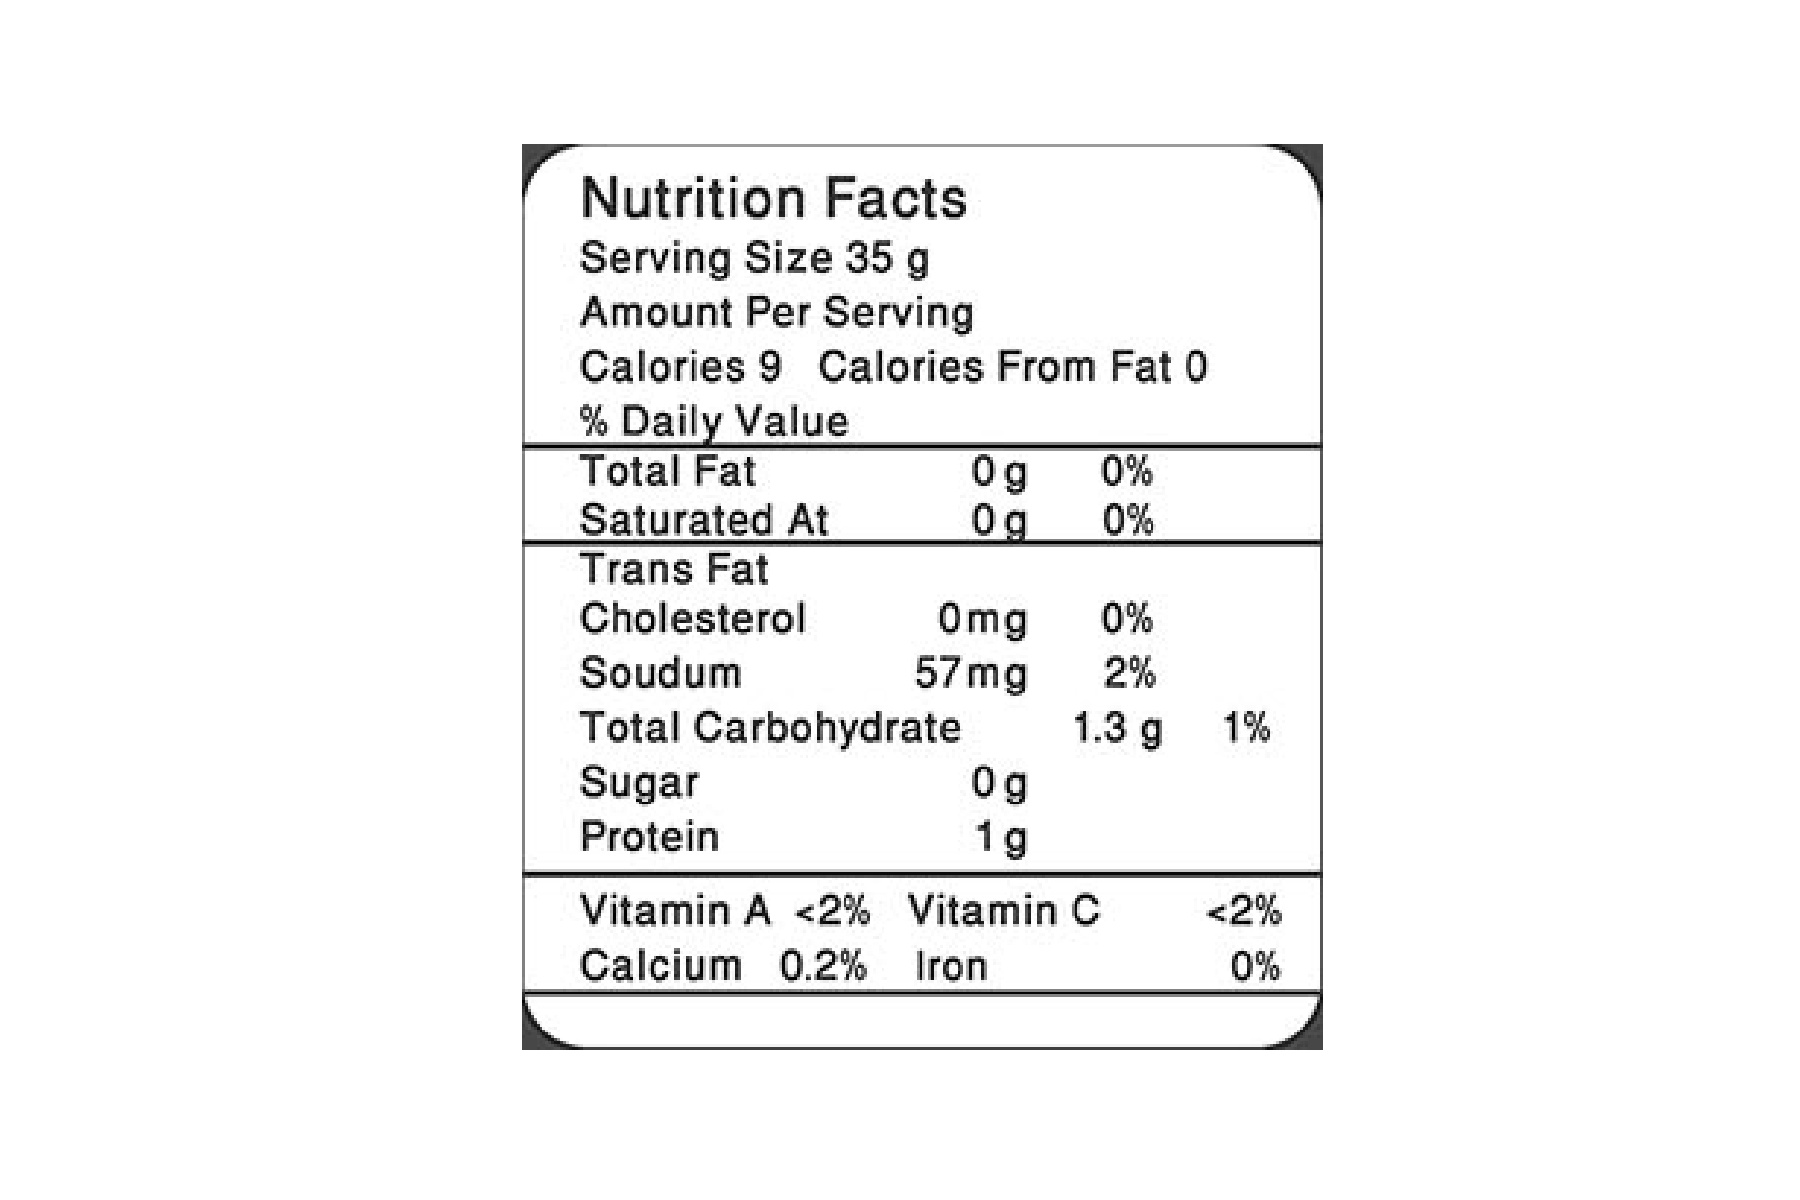 Nutrition Facts
Serving Size 35 g
Amount Per Serving
Calories 9 Calories From Fat 0
% Daily Value
Total Fat 0 g 0%
Saturated At 0 g 0%
Trans Fat
Cholesterol 0mg 0%
Soudum 57mg 2%
Total Carbohydrate 1.3 g 1%
Sugar 0 g
Protein 1 g
Vitamin A <2% Vitamin C <2%
Calcium 0.2% Iron 0%